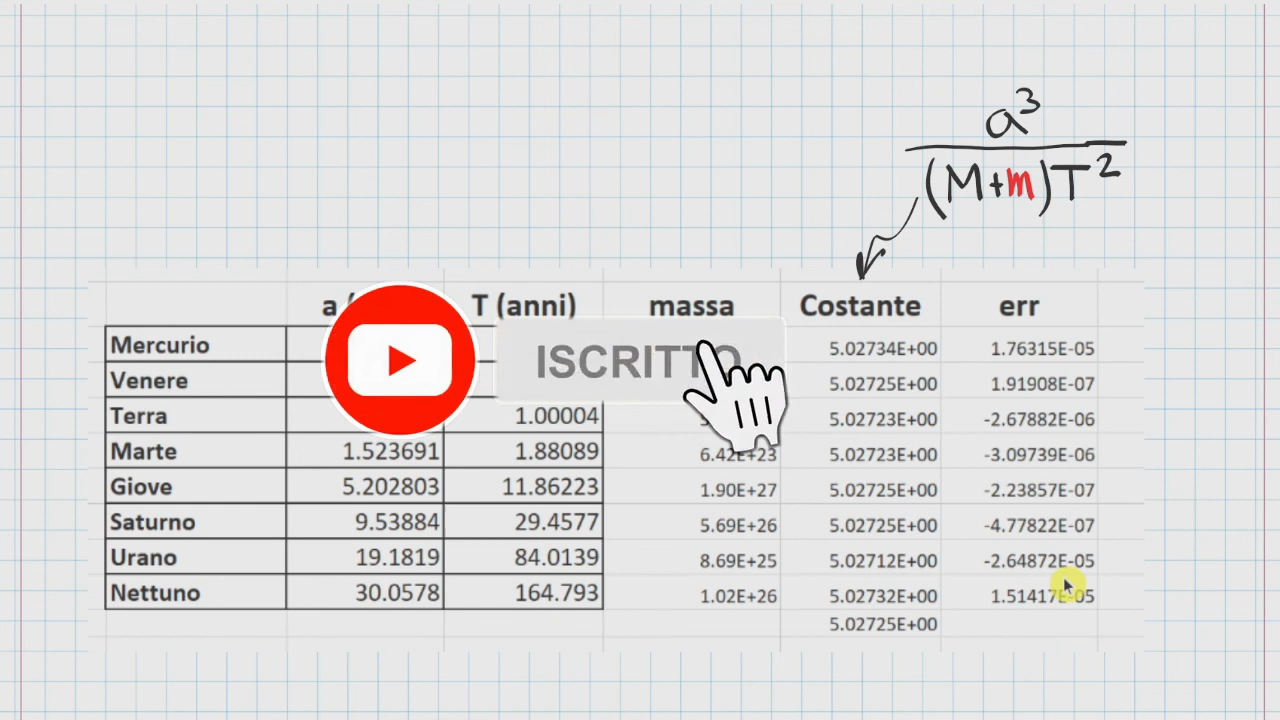 a³
(M+m)T²
T (anni) massa Costante err
Mercurio 5.02734E+00 1.76315E-05
ISCRITTO
Venere 5.02725E+00 1.91908E-07
Terra 1.00004 5.02723E+00 -2.67882E-06
Marte 1.523691 1.88089 6.42E+23 5.02723E+00 -3.09739E-06
Giove 5.202803 11.86223 1.90E+27 5.02725E+00 -2.23857E-07
Saturno 9.53884 29.4577 5.69E+26 5.02725E+00 -4.77822E-07
Urano 19.1819 84.0139 8.69E+25 5.02712E+00 -2.64872E-05
Nettuno 30.0578 164.793 1.02E+26 5.02732E+00 1.51417E-05
5.02725E+00